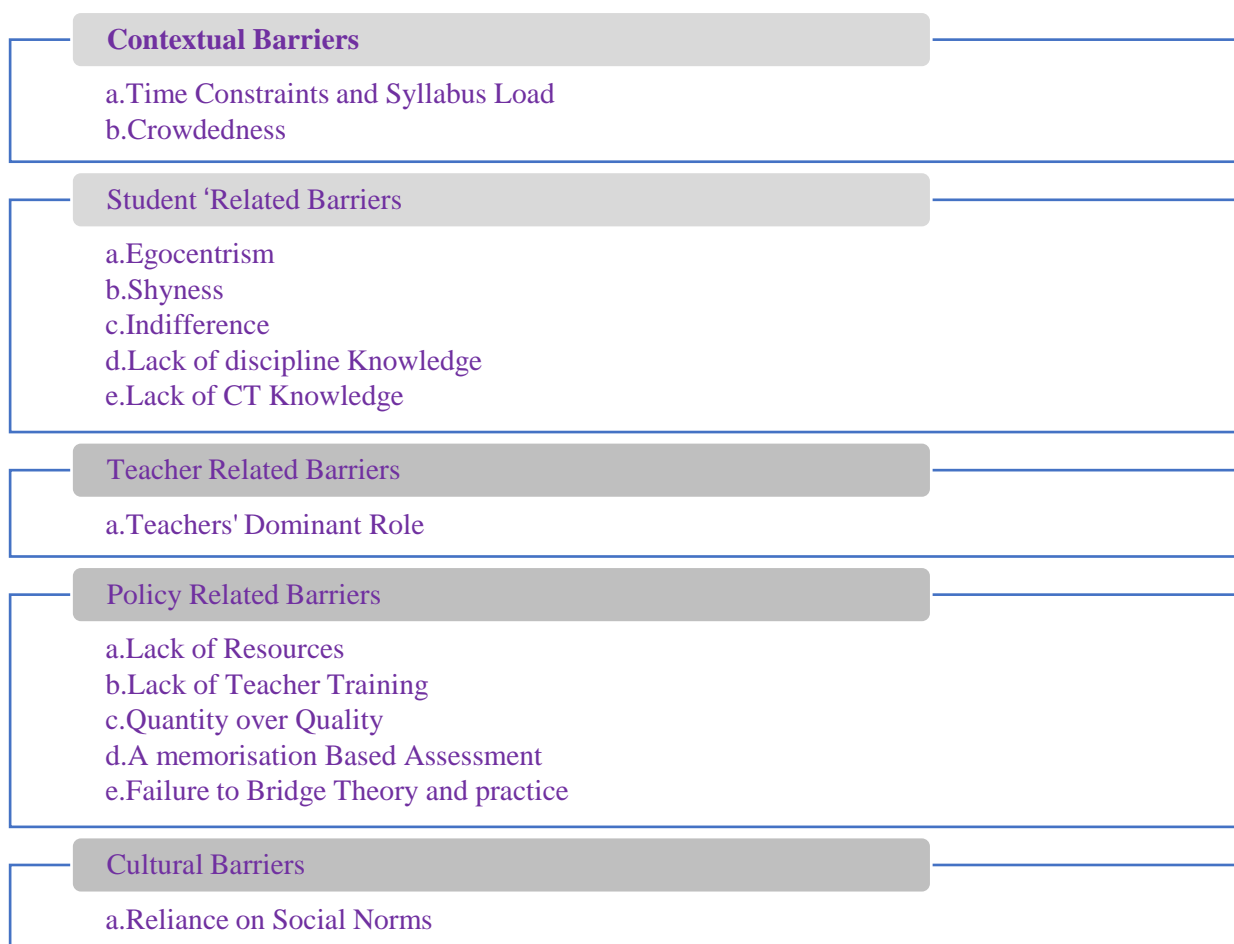 Contextual Barriers
a.Time Constraints and Syllabus Load
b.Crowdedness
Student ‘Related Barriers
a.Egocentrism
b.Shyness
c.Indifference
d.Lack of discipline Knowledge
e.Lack of CT Knowledge
Teacher Related Barriers
a.Teachers' Dominant Role
Policy Related Barriers
a.Lack of Resources
b.Lack of Teacher Training
c.Quantity over Quality
d.A memorisation Based Assessment
e.Failure to Bridge Theory and practice
Cultural Barriers
a.Reliance on Social Norms